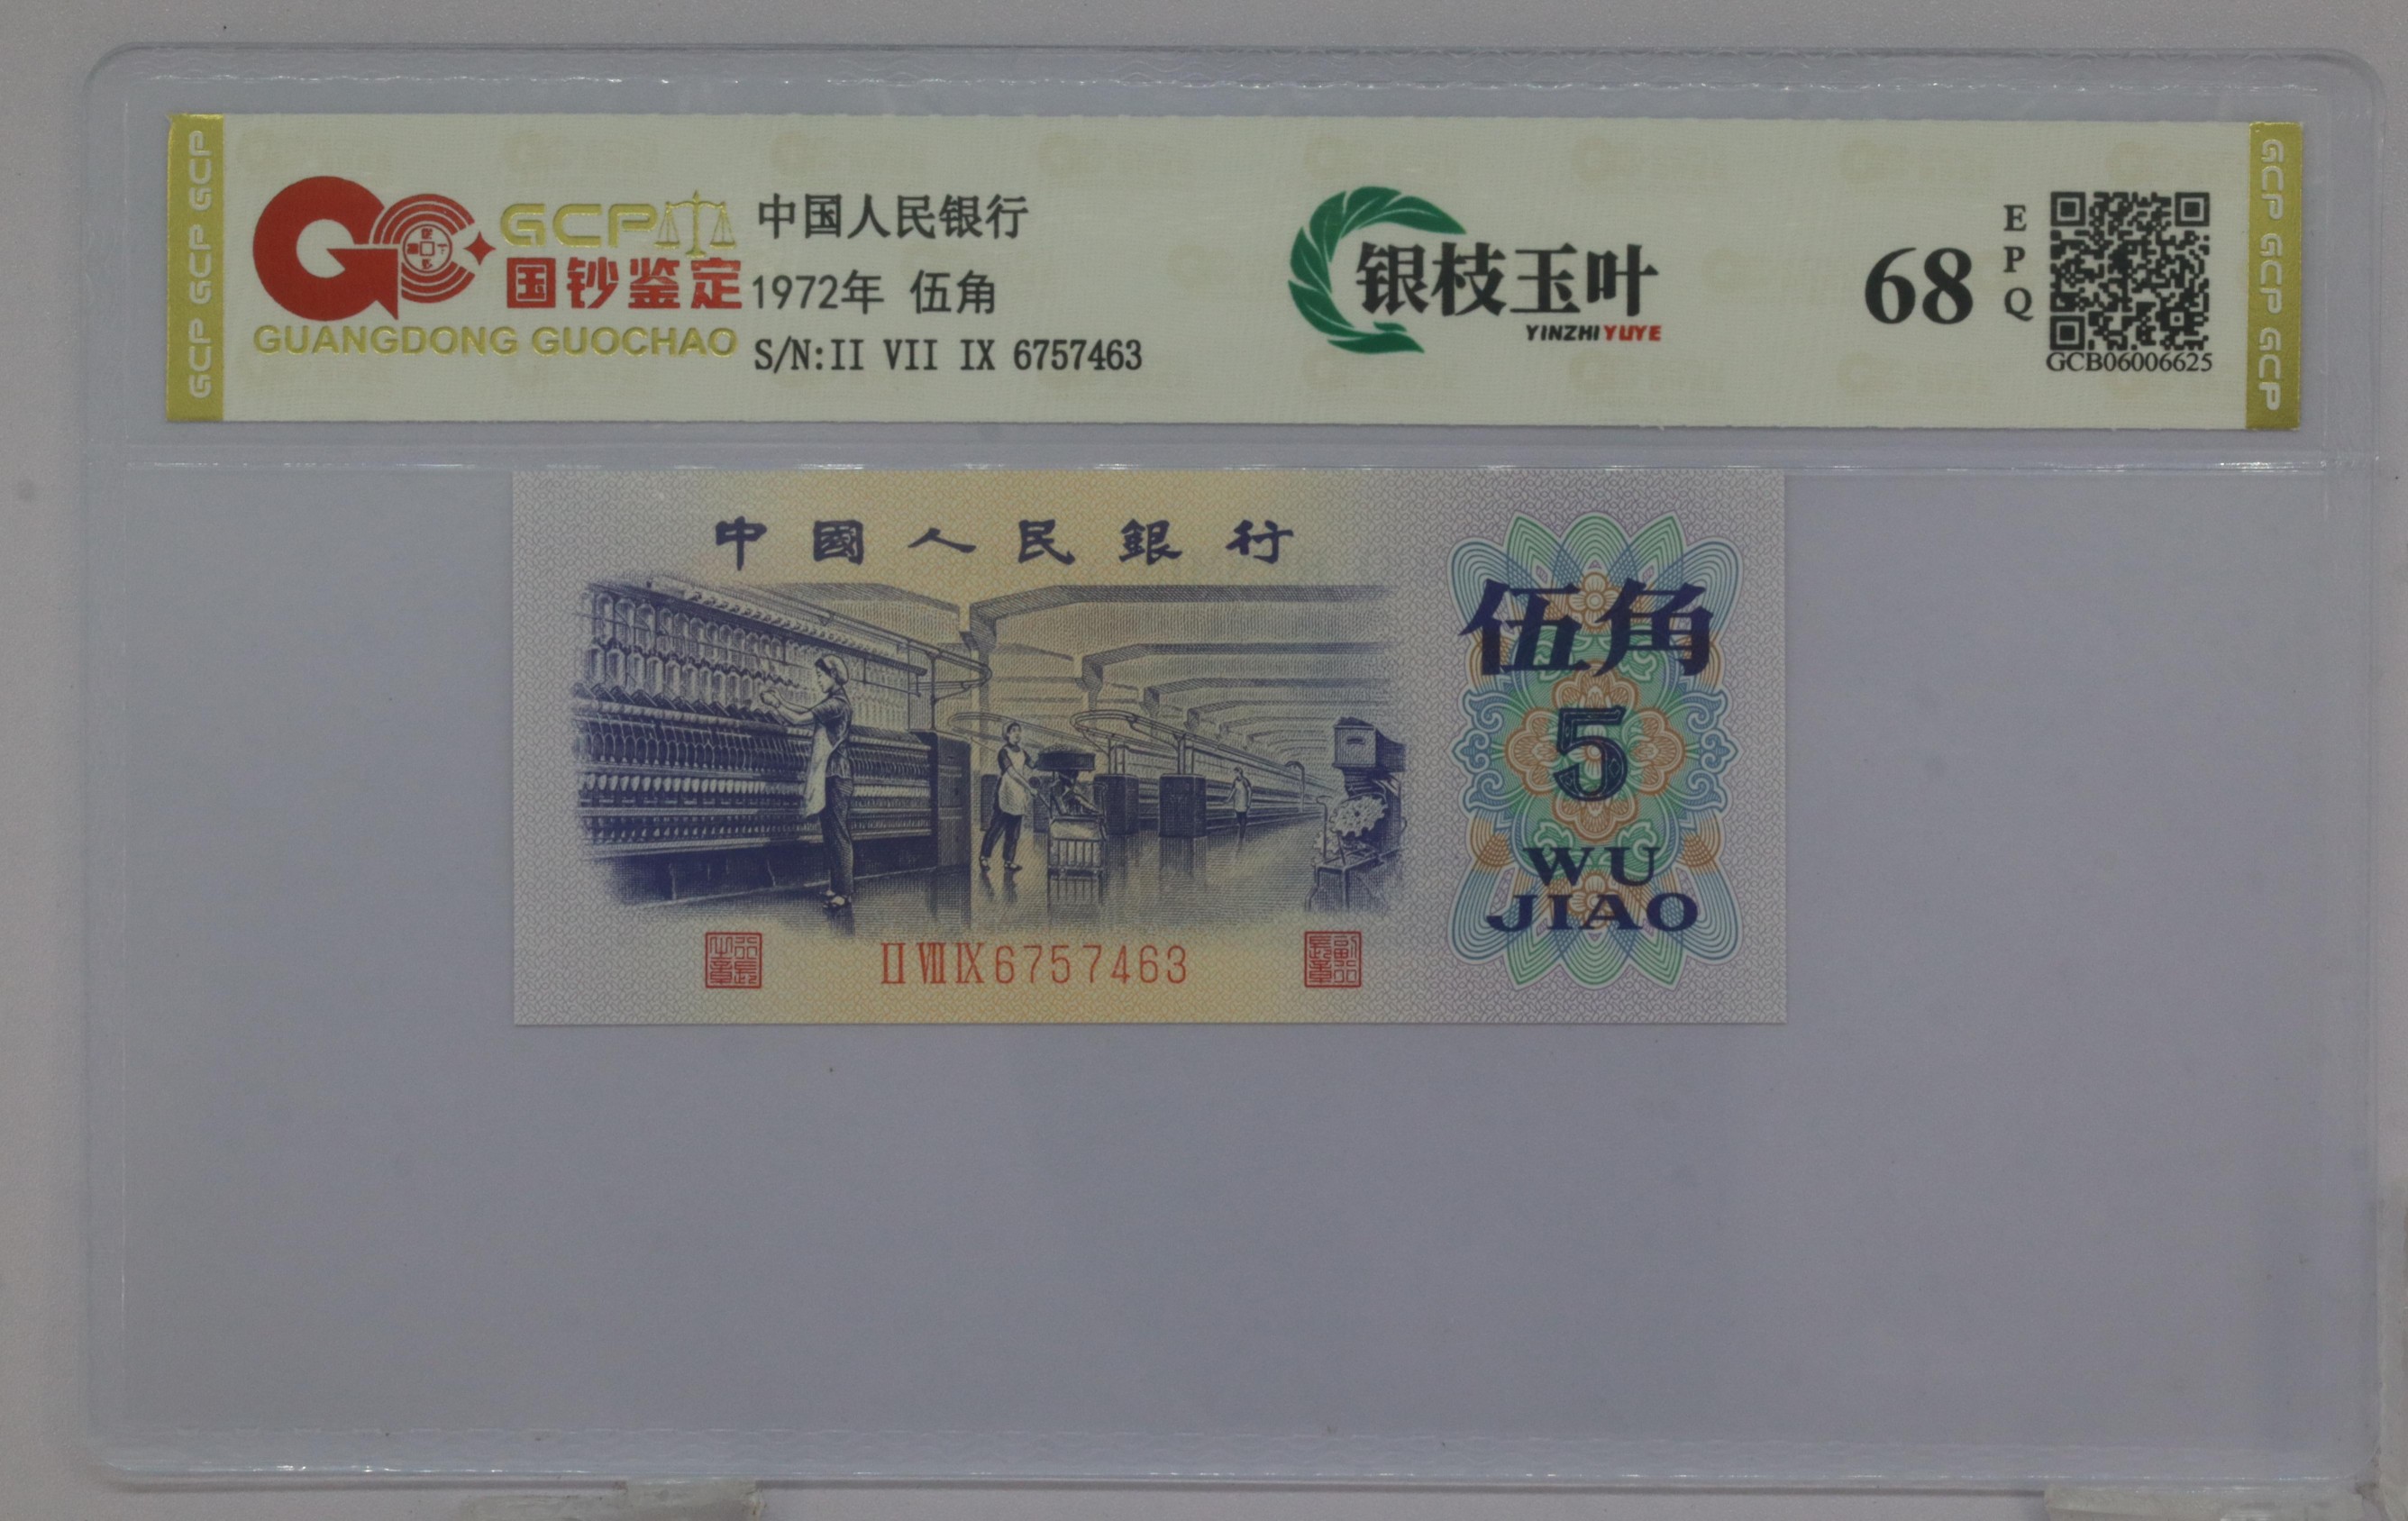 GCP GCP GCP
GCP
国钞鉴定
GUANGDONG GUOCHAO
中国人民银行
1972年 伍角
S/N:II VII IX 6757463
银枝玉叶
YINZHIYUYE
68
EPQ
GCB06006625
GCP GCP GCP
中國人民銀行
伍角
5
WU
JIAO
II VII IX 6757463